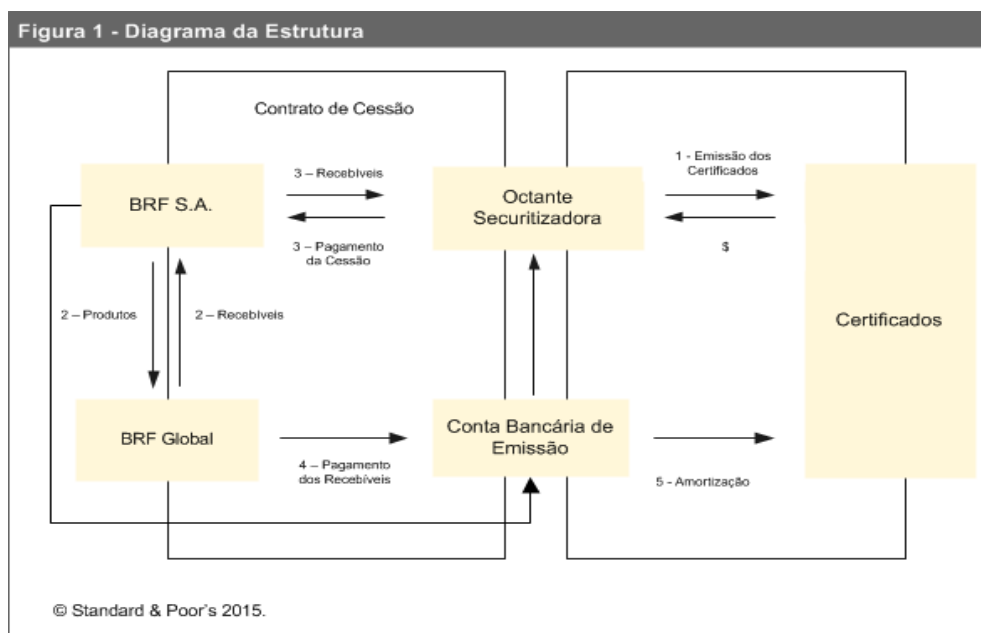 Figura 1 - Diagrama da Estrutura
Contrato de Cessão
BRF S.A.
3 – Recebíveis
3 – Pagamento
da Cessão
Octante
Securitizadora
1 - Emissão dos
Certificados
$
2 – Produtos
2 – Recebíveis
Certificados
BRF Global
4 – Pagamento
dos Recebíveis
Conta Bancária de
Emissão
5 - Amortização
© Standard & Poor's 2015.